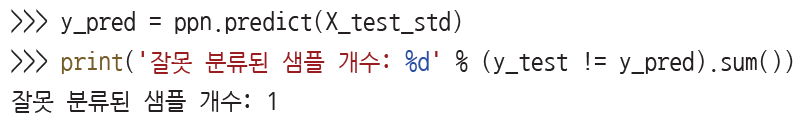 >>> y_pred = ppn.predict(X_test_std)
>>> print('잘못 분류된 샘플 개수: %d' % (y_test != y_pred).sum())
잘못 분류된 샘플 개수: 1